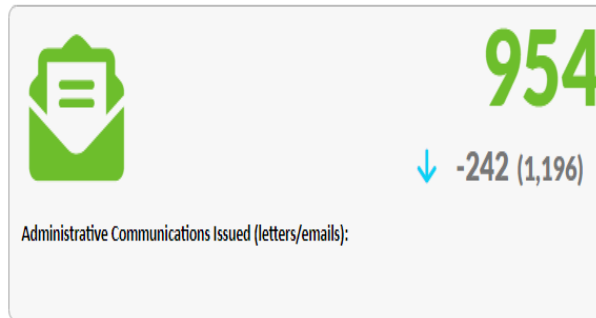 954
-242 (1,196)
Administrative Communications Issued (letters/emails):